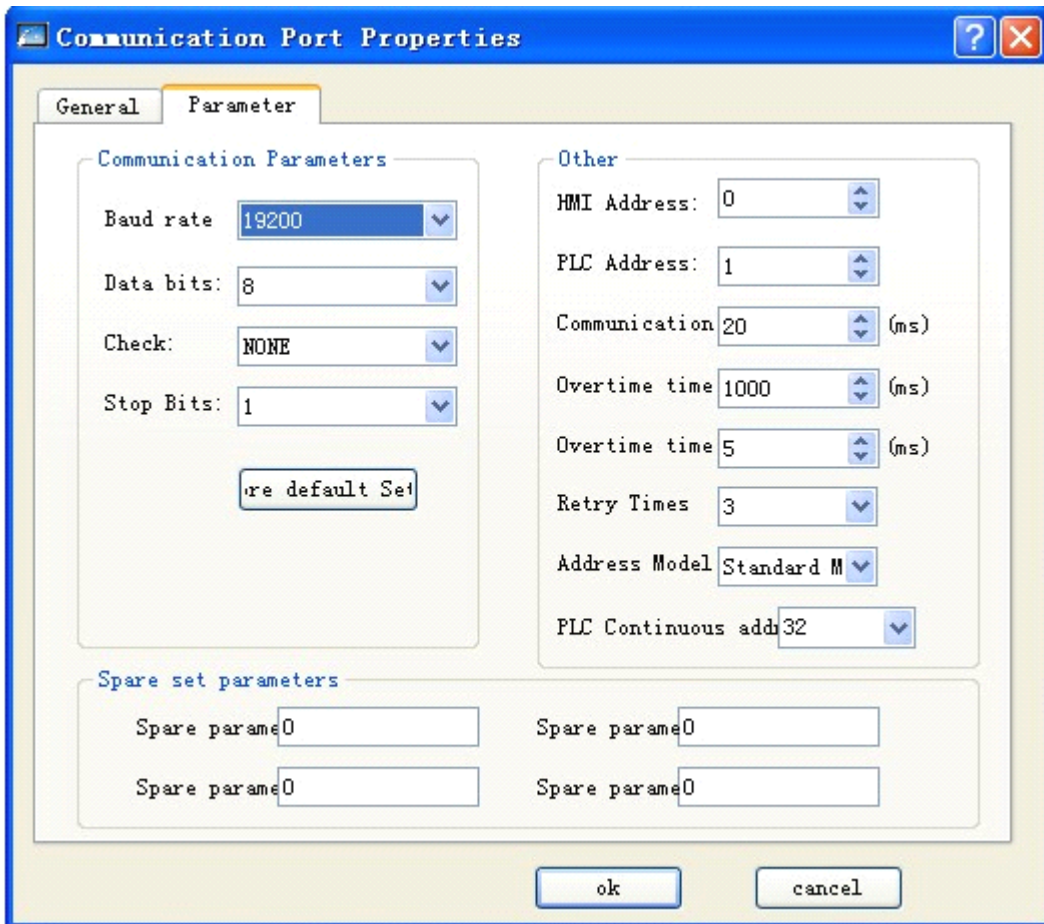 Communication Port Properties
General
Parameter
Communication Parameters
Baud rate 19200
Data bits: 8
Check: NONE
Stop Bits: 1
re default Set
Other
HMI Address: 0
PLC Address: 1
Communication 20 (ms)
Overtime time 1000 (ms)
Overtime time 5 (ms)
Retry Times 3
Address Model Standard M
PLC Continuous addr 32
Spare set parameters
Spare parame 0
Spare parame 0
Spare parame 0
Spare parame 0
ok
cancel